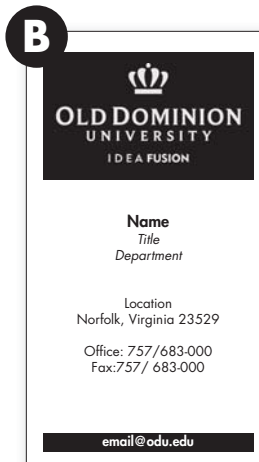 B
OLD DOMINION
UNIVERSITY
IDEA FUSION
Name
Title
Department
Location
Norfolk, Virginia 23529
Office: 757/683-000
Fax:757/ 683-000
email@odu.edu